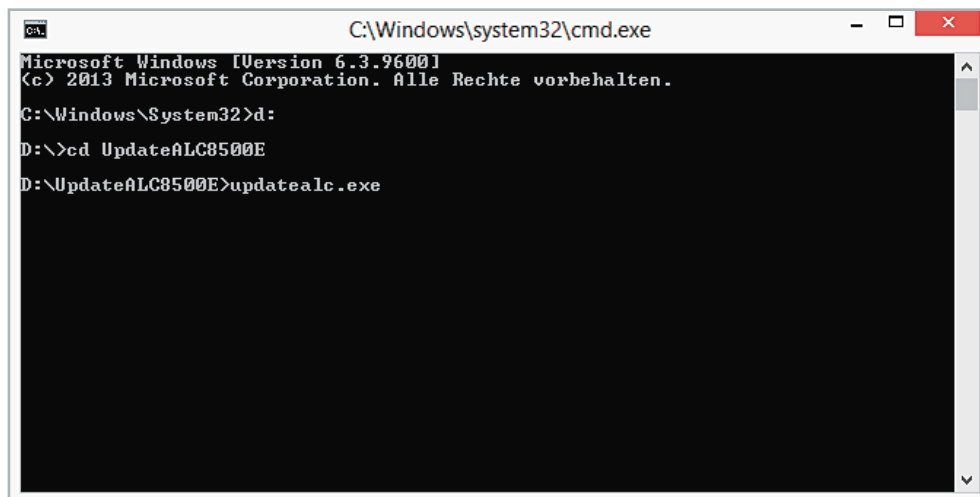 C:\Windows\system32\cmd.exe
Microsoft Windows [Version 6.3.9600]
(c) 2013 Microsoft Corporation. Alle Rechte vorbehalten.
C:\Windows\System32>d:
D:\>cd UpdateALC8500E
D:\UpdateALC8500E>updatealc.exe